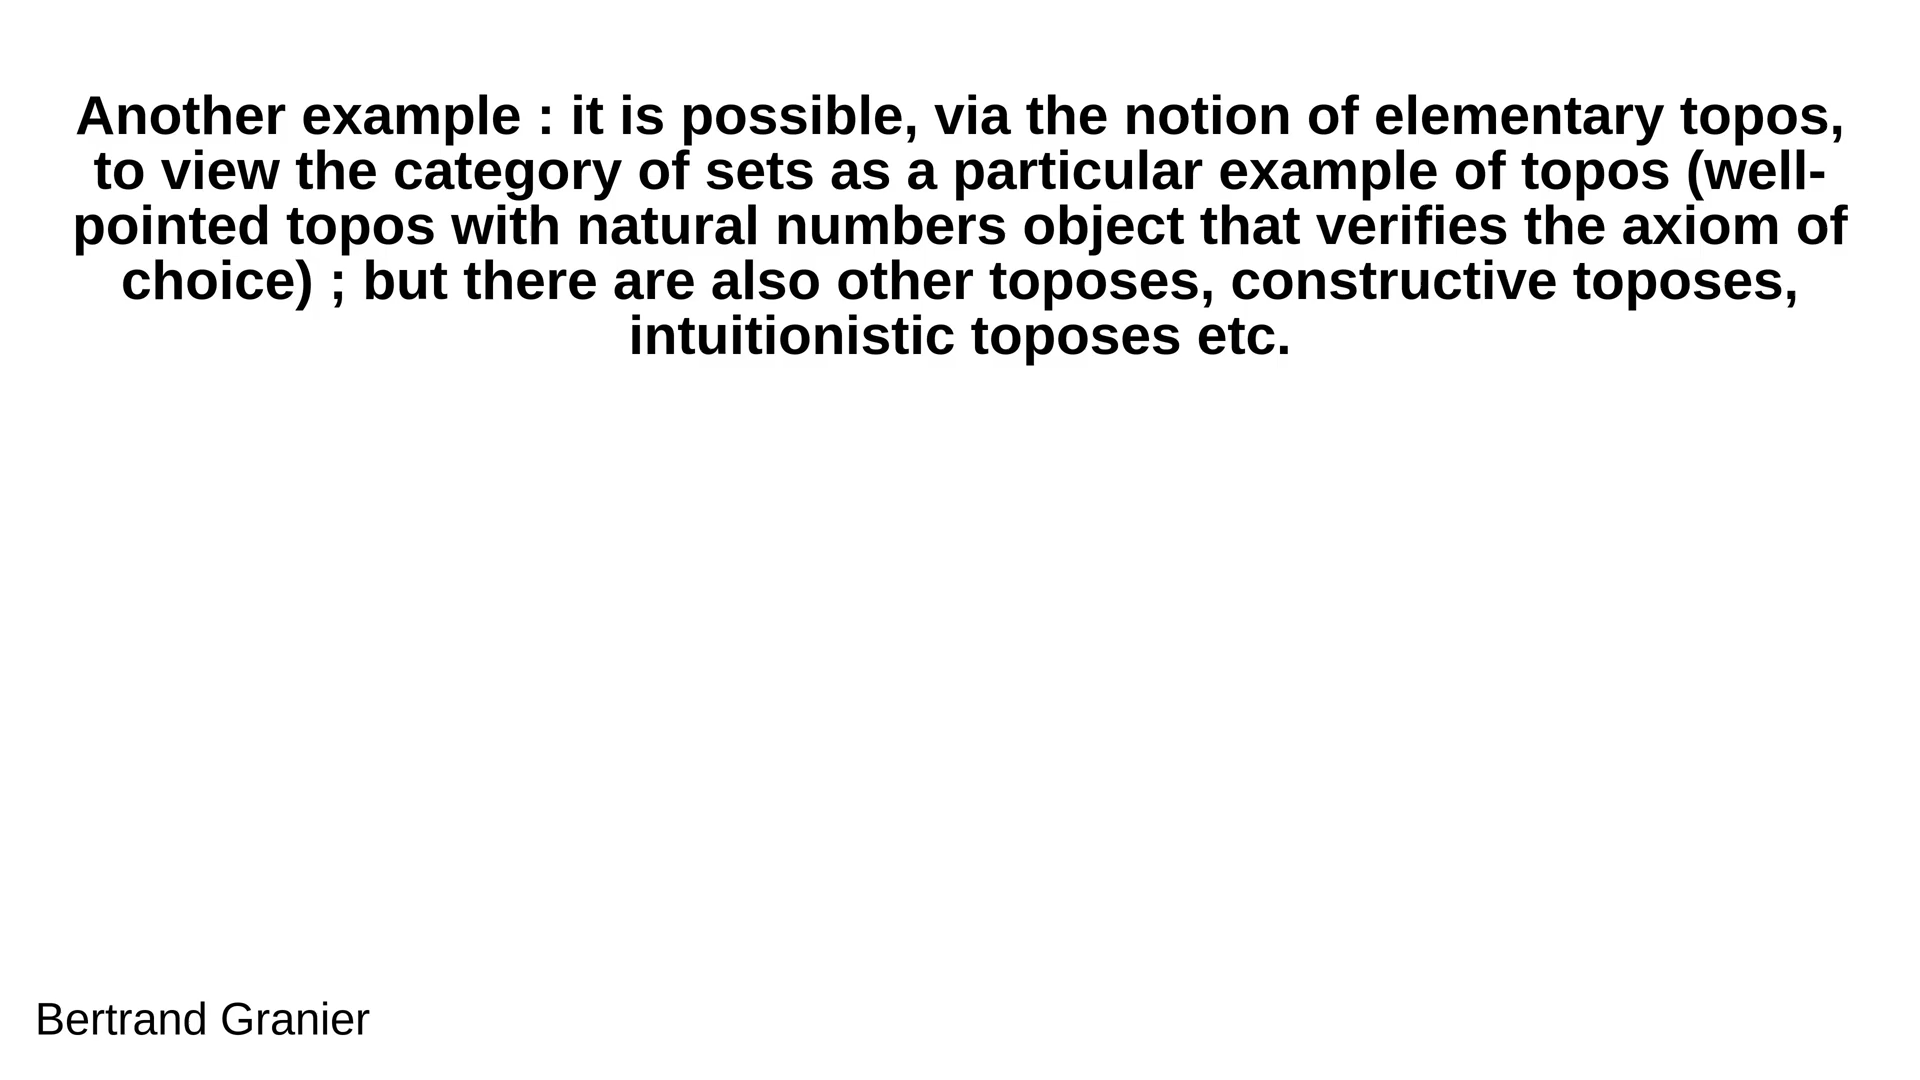 Another example : it is possible, via the notion of elementary topos,
to view the category of sets as a particular example of topos (well-
pointed topos with natural numbers object that verifies the axiom of
choice) ; but there are also other toposes, constructive toposes,
intuitionistic toposes etc.
Bertrand Granier